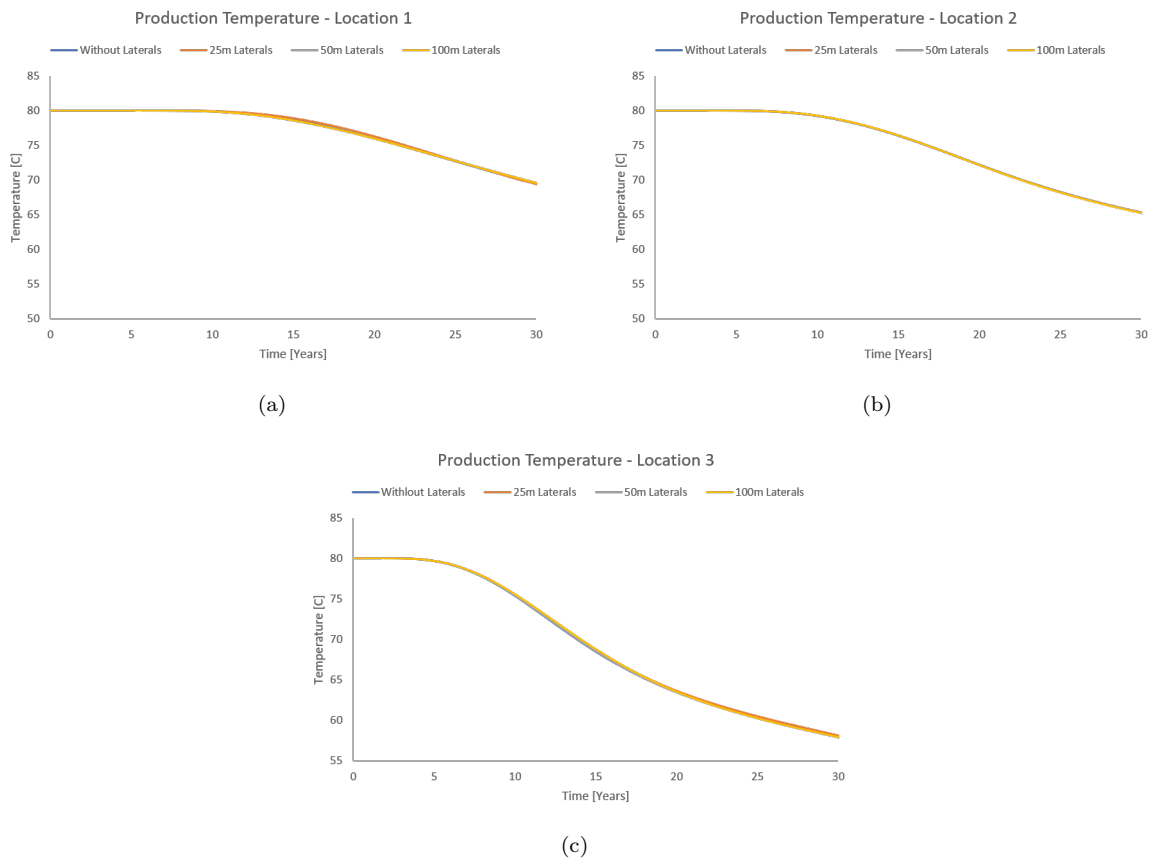 Production Temperature - Location 1
Without Laterals 25m Laterals 50m Laterals 100m Laterals
85
80
75
70
65
60
55
50
Temperature [C]
0 5 10 15 20 25 30
Time [Years]
(a)
Production Temperature - Location 2
Without Laterals 25m Laterals 50m Laterals 100m Laterals
85
80
75
70
65
60
55
50
Temperature [C]
0 5 10 15 20 25 30
Time [Years]
(b)
Production Temperature - Location 3
Withlout Laterals 25m Laterals 50m Laterals 100m Laterals
85
80
75
70
65
60
55
Temperature [C]
0 5 10 15 20 25 30
Time [Years]
(c)